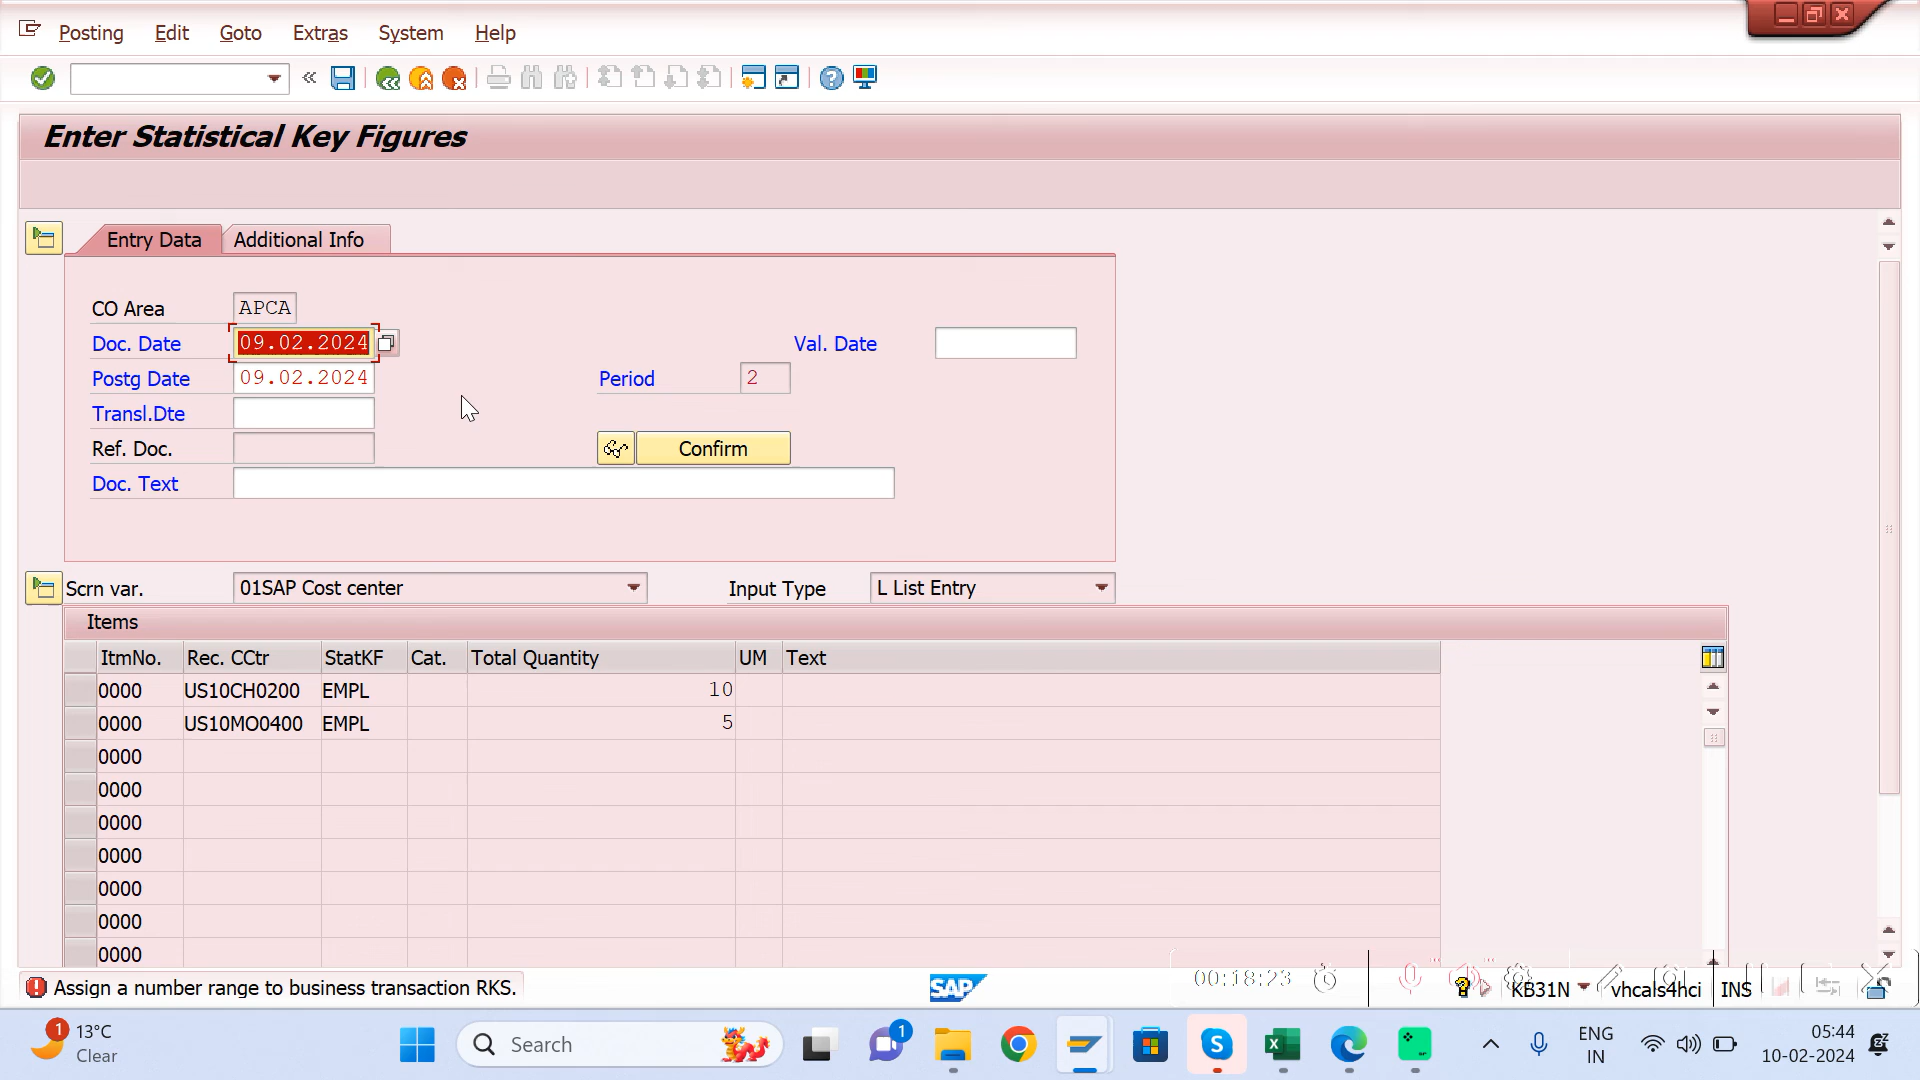 Posting Edit Goto Extras System Help
Enter Statistical Key Figures
Entry Data Additional Info
CO Area APCA
Doc. Date 09.02.2024 Val. Date
Postg Date 09.02.2024 Period 2
Transl.Dte
Ref. Doc. Confirm
Doc. Text
Scrn var. 01SAP Cost center Input Type L List Entry
Items
ItmNo. Rec. CCtr StatKF Cat. Total Quantity UM Text
0000 US10CH0200 EMPL 10
0000 US10MO0400 EMPL 5
0000
0000
0000
0000
0000
0000
0000
Assign a number range to business transaction RKS. SAP 00:18:23 KB31N vhcals4hci INS
1 13°C Clear
Search 1
ENG IN
05:44
10-02-2024